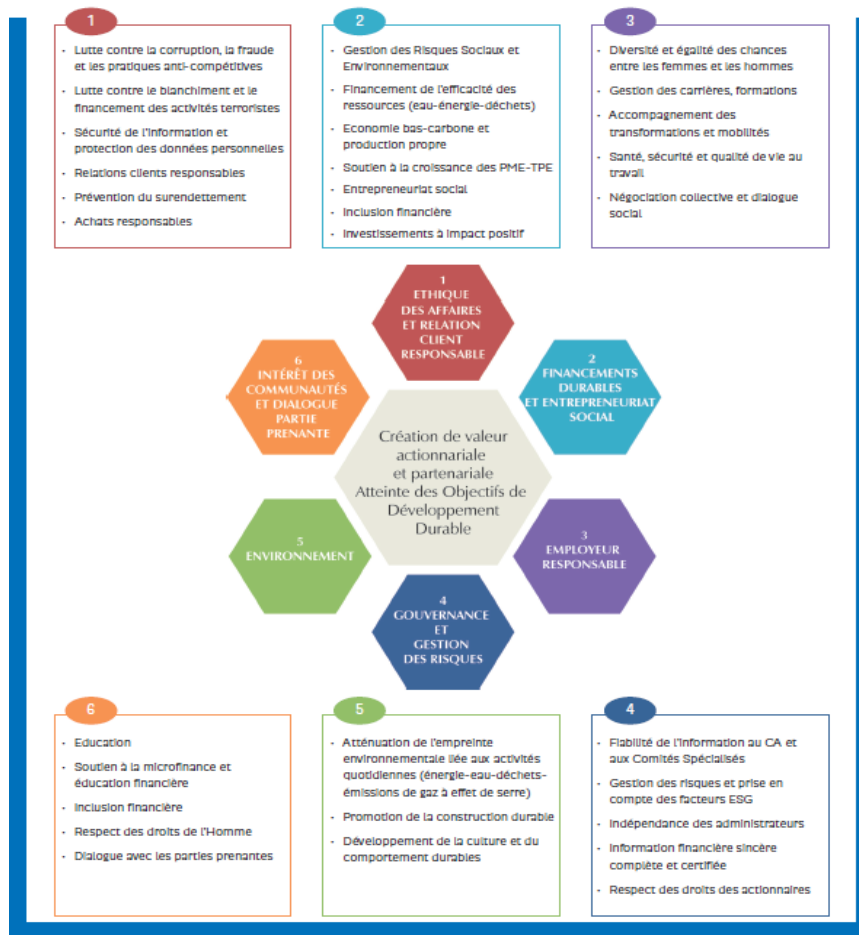 1
• Lutte contre la corruption, la fraude
et les pratiques anti-compétitives
• Lutte contre le blanchiment et le
financement des activités terroristes
• Sécurité de l'information et
protection des données personnelles
• Relations clients responsables
• Prévention du surendettement
• Achats responsables
2
• Gestion des Risques Sociaux et
Environnementaux
• Financement de l'efficacité des
ressources (eau-énergie-déchets)
• Economie bas-carbone et
production propre
• Soutien à la croissance des PME-TPE
• Entrepreneuriat social
• Inclusion financière
• Investissements à impact positif
3
• Diversité et égalité des chances
entre les femmes et les hommes
• Gestion des carrières, formations
• Accompagnement des
transformations et mobilités
• Santé, sécurité et qualité de vie au
travail
• Négociation collective et dialogue
social
1
ETHIQUE
DES AFFAIRES
ET RELATION
CLIENT
RESPONSABLE
6
INTÉRÊT DES
COMMUNAUTÉS
ET DIALOGUE
PARTIE
PRENANTE
2
FINANCEMENTS
DURABLES
ET ENTREPRENEURIAT
SOCIAL
Création de valeur
actionnariale
et partenariale
Atteinte des Objectifs de
Développement
Durable
5
ENVIRONNEMENT
3
EMPLOYEUR
RESPONSABLE
4
GOUVERNANCE
ET
GESTION
DES RISQUES
6
• Education
• Soutien à la microfinance et
éducation financière
• Inclusion financière
• Respect des droits de l'Homme
• Dialogue avec les parties prenantes
5
• Atténuation de l'empreinte
environnementale liée aux activités
quotidiennes (énergie-eau-déchets-
émissions de gaz à effet de serre)
• Promotion de la construction durable
• Développement de la culture et du
comportement durables
4
• Fiabilité de l'information au CA et
aux Comités Spécialisés
• Gestion des risques et prise en
compte des facteurs ESG
• Indépendance des administrateurs
• Information financière sincère
complète et certifiée
• Respect des droits des actionnaires